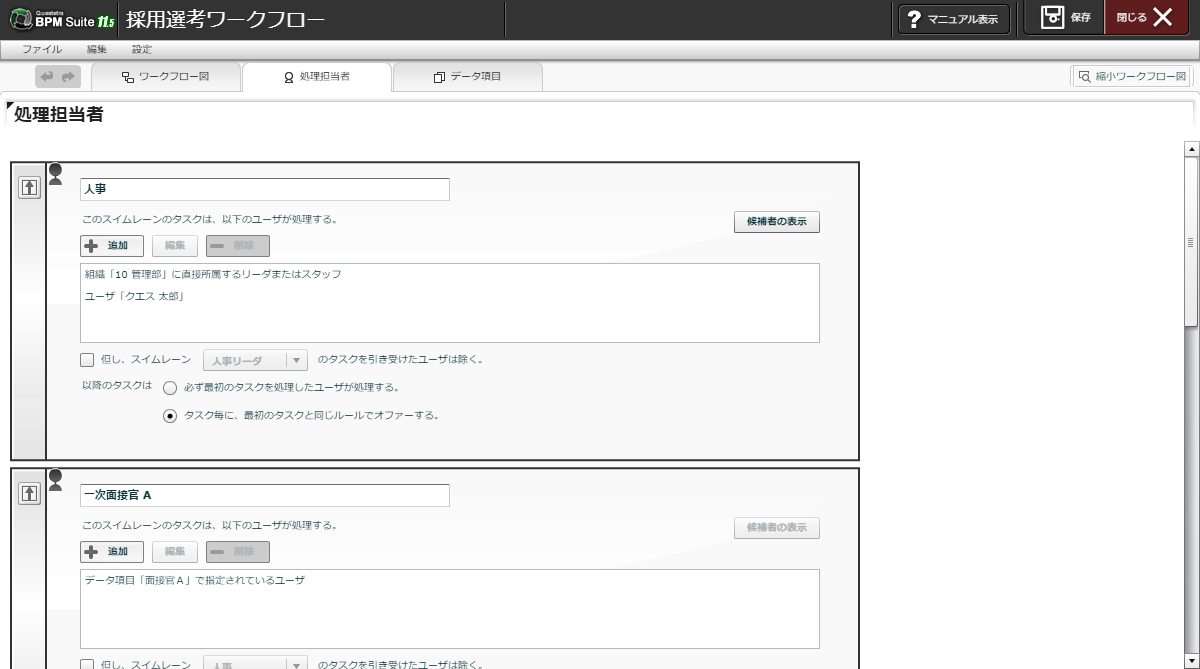 Questetra
BPM Suite 11.5 採用選考ワークフロー ? マニュアル表示 保存 閉じる
ファイル 編集 設定
ワークフロー図 処理担当者 データ項目 縮小ワークフロー図
処理担当者
人事
このスイムレーンのタスクは、以下のユーザが処理する。
候補者の表示
追加 編集 削除
組織「10 管理部」に直接所属するリーダまたはスタッフ
ユーザ「クエス 太郎」
但し、スイムレーン 人事リーダ のタスクを引き受けたユーザは除く。
以降のタスクは 必ず最初のタスクを処理したユーザが処理する。
タスク毎に、最初のタスクと同じルールでオファーする。
一次面接官 A
このスイムレーンのタスクは、以下のユーザが処理する。
候補者の表示
追加 編集 削除
データ項目「面接官Ａ」で指定されているユーザ
但し、スイムレーン 人事 のタスクを引き受けたユーザは除く。